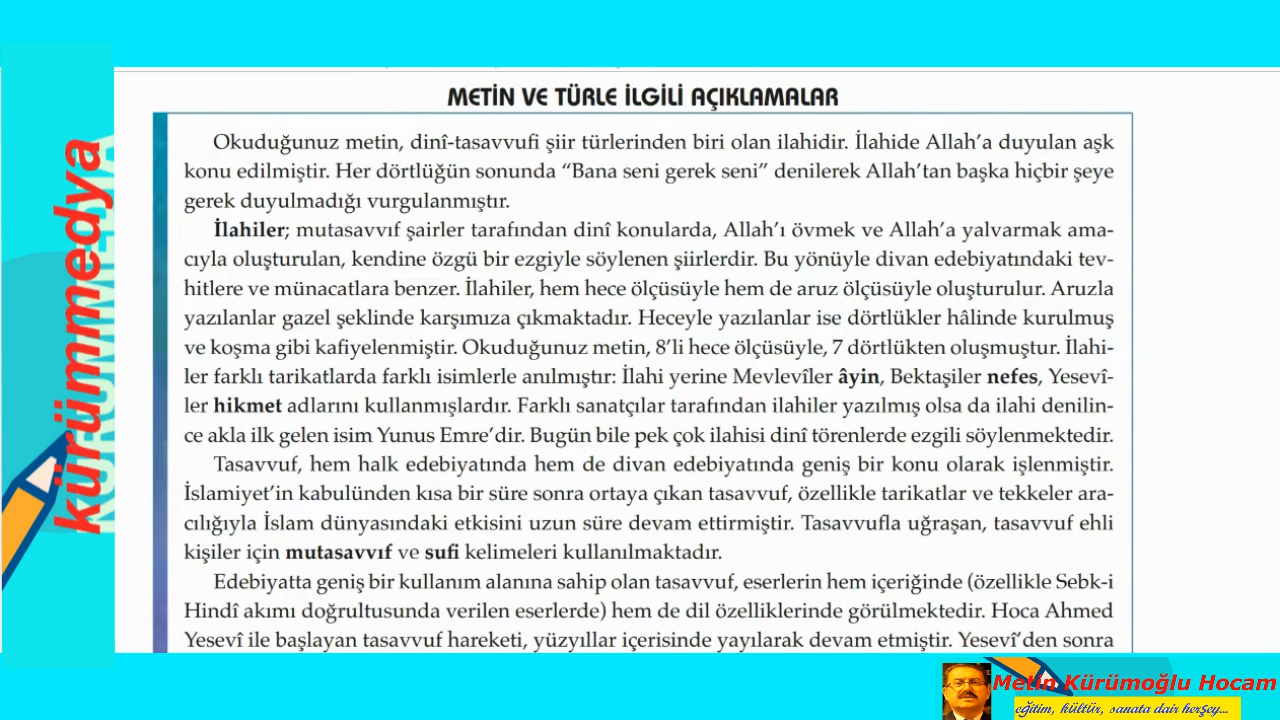 METİN VE TÜRLE İLGİLİ AÇIKLAMALAR
Okuduğunuz metin, dinî-tasavvufi şiir türlerinden biri olan ilahidir. İlahide Allah’a duyulan aşk
konu edilmiştir. Her dörtlüğün sonunda “Bana seni gerek seni” denilerek Allah’tan başka hiçbir şeye
gerek duyulmadığı vurgulanmıştır.
İlahiler; mutasavvıf şairler tarafından dinî konularda, Allah’ı övmek ve Allah’a yalvarmak ama-
cıyla oluşturulan, kendine özgü bir ezgiyle söylenen şiirlerdir. Bu yönüyle divan edebiyatındaki tev-
hitlere ve münacatlara benzer. İlahiler, hem hece ölçüsüyle hem de aruz ölçüsüyle oluşturulur. Aruzla
yazılanlar gazel şeklinde karşımıza çıkmaktadır. Heceyle yazılanlar ise dörtlükler hâlinde kurulmuş
ve koşma gibi kafiyelenmiştir. Okuduğunuz metin, 8’li hece ölçüsüyle, 7 dörtlükten oluşmuştur. İlahi-
ler farklı tarikatlarda farklı isimlerle anılmıştır: İlahi yerine Mevlevîler âyin, Bektaşiler nefes, Yesevî-
ler hikmet adlarını kullanmışlardır. Farklı sanatçılar tarafından ilahiler yazılmış olsa da ilahi denilin-
ce akla ilk gelen isim Yunus Emre’dir. Bugün bile pek çok ilahisi dinî törenlerde ezgili söylenmektedir.
Tasavvuf, hem halk edebiyatında hem de divan edebiyatında geniş bir konu olarak işlenmiştir.
İslamiyet’in kabulünden kısa bir süre sonra ortaya çıkan tasavvuf, özellikle tarikatlar ve tekkeler ara-
cılığıyla İslam dünyasındaki etkisini uzun süre devam ettirmiştir. Tasavvufla uğraşan, tasavvuf ehli
kişiler için mutasavvıf ve sufi kelimeleri kullanılmaktadır.
Edebiyatta geniş bir kullanım alanına sahip olan tasavvuf, eserlerin hem içeriğinde (özellikle Sebk-i
Hindî akımı doğrultusunda verilen eserlerde) hem de dil özelliklerinde görülmektedir. Hoca Ahmed
Yesevî ile başlayan tasavvuf hareketi, yüzyıllar içerisinde yayılarak devam etmiştir. Yesevî’den sonra
kürümmedya
KÜRÜMMEDYA
Metin Kürümoğlu Hocam
eğitim, kültür, sanata dair herşey...